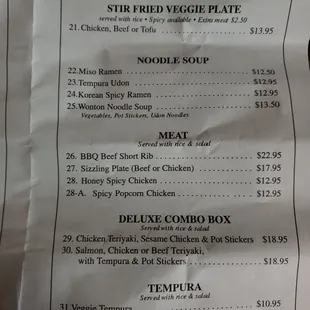 STIR FRIED VEGGIE PLATE
served with rice • Spicy available • Extra meat $2.50
21. Chicken, Beef or Tofu . . . . . . . . . . . . . . . . . . . . . $13.95
NOODLE SOUP
22. Miso Ramen . . . . . . . . . . . . . . . . . . . . . . . . . . $12.50
23. Tempura Udon . . . . . . . . . . . . . . . . . . . . . . . . $12.95
24. Korean Spicy Ramen . . . . . . . . . . . . . . . . . . . $12.95
25. Wonton Noodle Soup . . . . . . . . . . . . . . . . . . $13.50
Vegetables, Pot Stickers, Udon Noodles
MEAT
Served with rice & salad
26. BBQ Beef Short Rib . . . . . . . . . . . . . . . . . . . $22.95
27. Sizzling Plate (Beef or Chicken) . . . . . . . . . . . $17.95
28. Honey Spicy Chicken . . . . . . . . . . . . . . . . . . $12.95
28-A. Spicy Popcorn Chicken . . . . . . . . . . . . . . . $12.95
DELUXE COMBO BOX
Served with rice & salad
29. Chicken Teriyaki, Sesame Chicken & Pot Stickers $18.95
30. Salmon, Chicken or Beef Teriyaki,
with Tempura & Pot Stickers . . . . . . . . . . . . . . . $18.95
TEMPURA
Served with rice & salad
31. Veggie Tempura . . . . . . . . . . . . . . . . . . . . . . $10.95